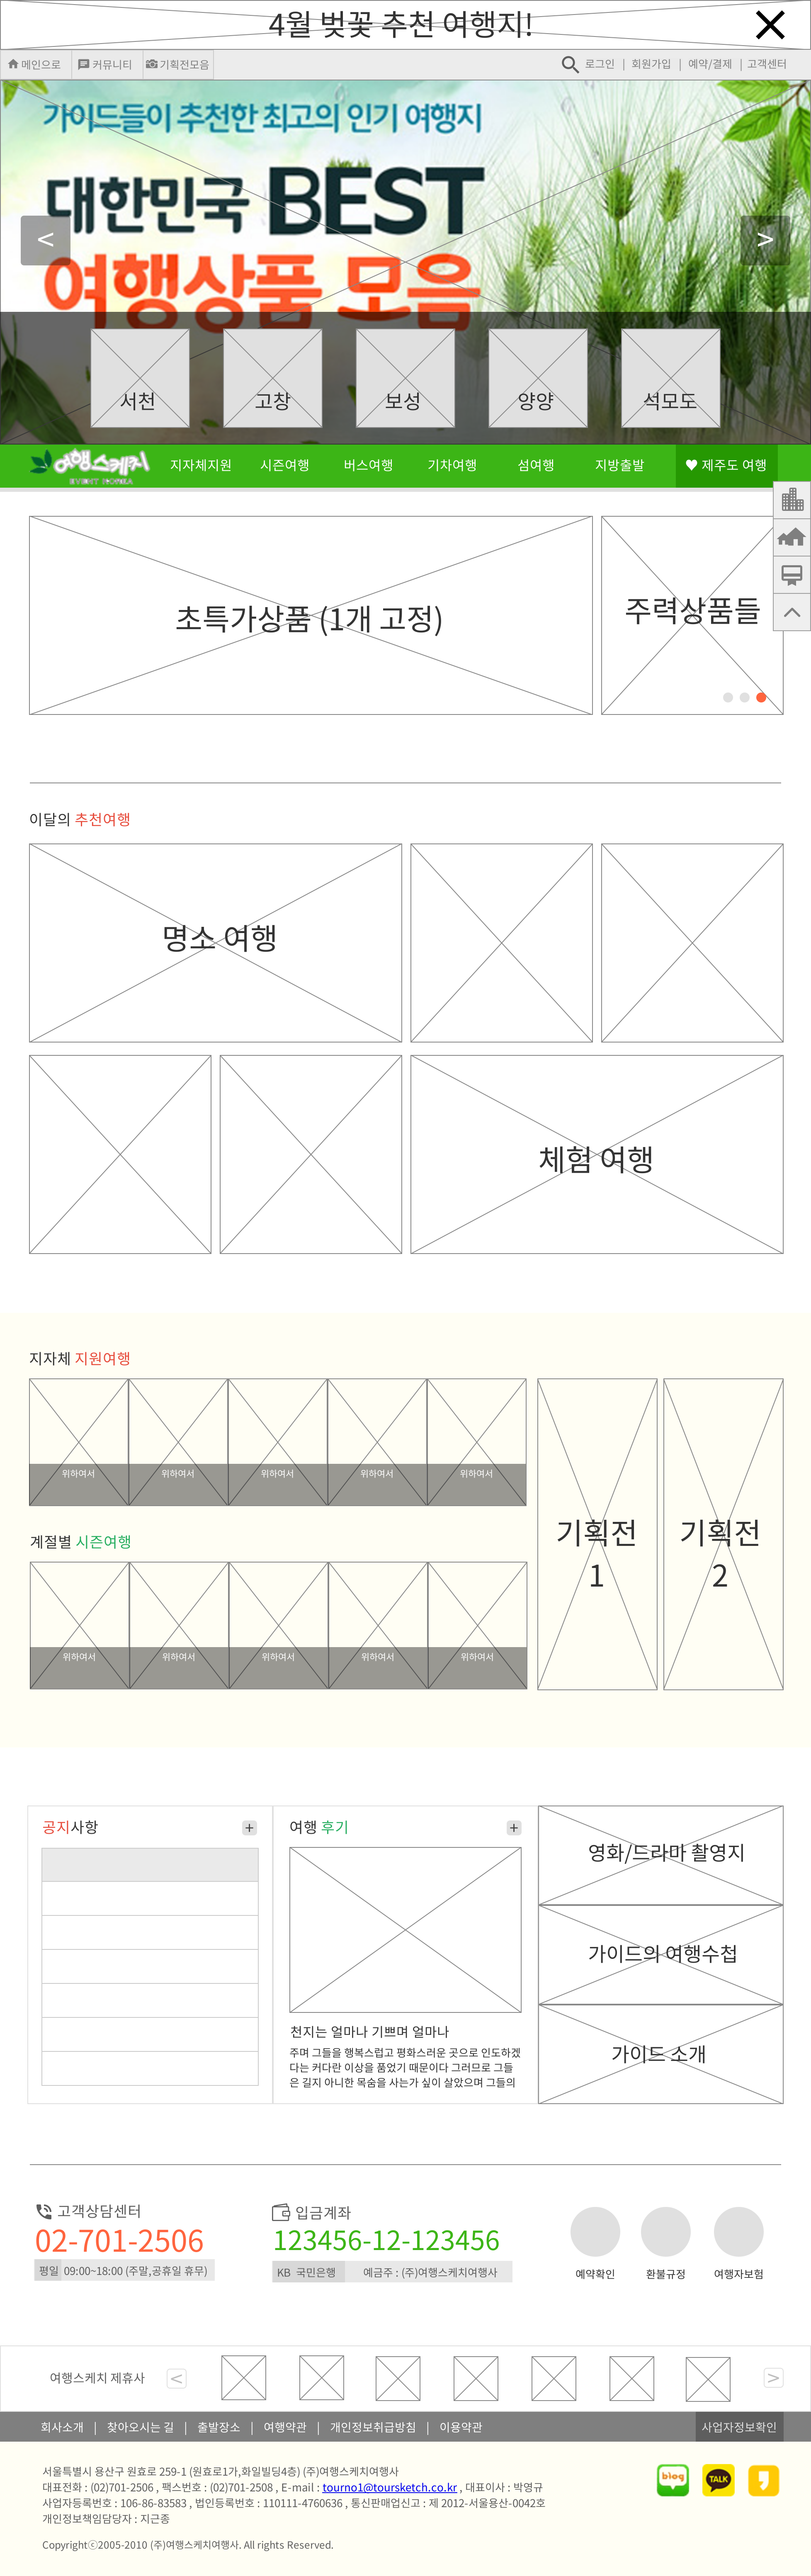 4월 벚꽃 추천 여행지!
메인으로 커뮤니티 기획전모음 로그인 | 회원가입 | 예약/결제 | 고객센터
가이드들이 추천한 최고의 인기 여행지
대한민국 BEST
< >
여행상품 모음
서천 고창 보성 양양 석모도
여행스케치 지자체지원 시즌여행 버스여행 기차여행 섬여행 지방출발 ♥ 제주도 여행
초특가상품 (1개 고정) 주력상품들
이달의 추천여행
명소 여행
체험 여행
지자체 지원여행
위하여서 위하여서 위하여서 위하여서 위하여서
기획전 1
기획전 2
계절별 시즌여행
위하여서 위하여서 위하여서 위하여서 위하여서
공지사항 +
여행 후기 +
천지는 얼마나 기쁘며 얼마나
주며 그들을 행복스럽고 평화스러운 곳으로 인도하겠
다는 커다란 이상을 품었기 때문이다 그러므로 그들
은 길지 아니한 목숨을 사는가 싶이 살았으며 그들의
영화/드라마 촬영지
가이드의 여행수첩
가이드 소개
고객상담센터
02-701-2506
평일 09:00~18:00 (주말,공휴일 휴무)
입금계좌
123456-12-123456
KB 국민은행 예금주 : (주)여행스케치여행사
예약확인 환불규정 여행자보험
여행스케치 제휴사 < >
회사소개 | 찾아오시는 길 | 출발장소 | 여행약관 | 개인정보취급방침 | 이용약관 사업자정보확인
서울특별시 용산구 원효로 259-1 (원효로1가,화일빌딩4층) (주)여행스케치여행사
대표전화 : (02)701-2506 , 팩스번호 : (02)701-2508 , E-mail : tourno1@toursketch.co.kr , 대표이사 : 박영규
사업자등록번호 : 106-86-83583 , 법인등록번호 : 110111-4760636 , 통신판매업신고 : 제 2012-서울용산-0042호
개인정보책임담당자 : 지근종
blog TALK
Copyrightⓒ2005-2010 (주)여행스케치여행사. All rights Reserved.